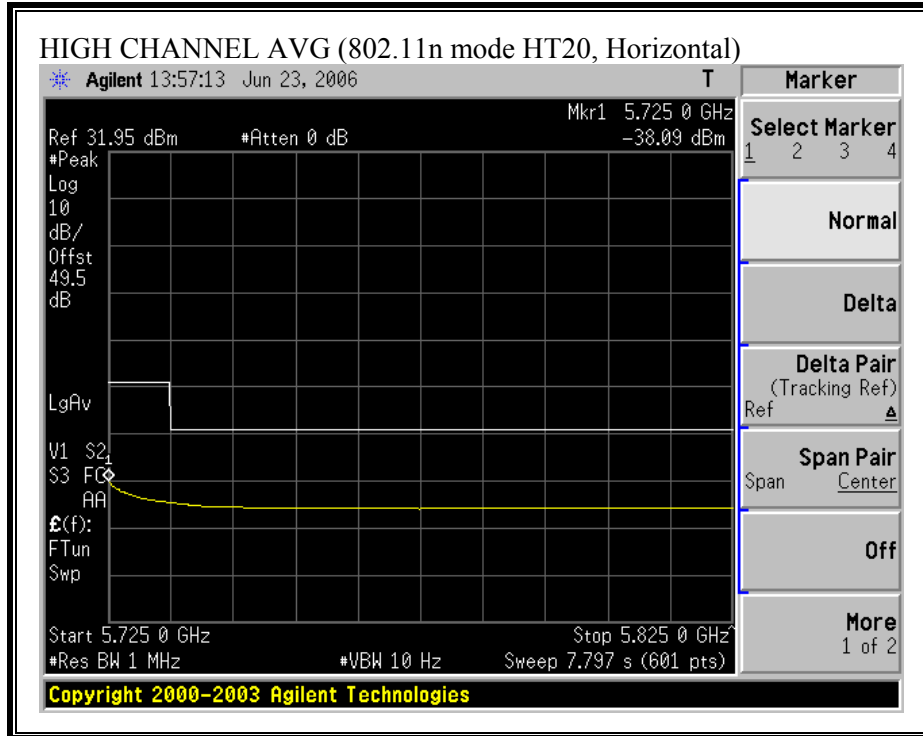 HIGH CHANNEL AVG (802.11n mode HT20, Horizontal)
Agilent 13:57:13 Jun 23, 2006 T
Mkr1 5.725 0 GHz
Ref 31.95 dBm #Atten 0 dB -38.09 dBm
#Peak
Log
10
dB/
Offst
49.5
dB
LgAv
V1 S2
1
S3 FC
AA
£(f):
FTun
Swp
Start 5.725 0 GHz Stop 5.825 0 GHz^
#Res BW 1 MHz #VBW 10 Hz Sweep 7.797 s (601 pts)
Copyright 2000-2003 Agilent Technologies
Marker
Select Marker
1 2 3 4
Normal
Delta
Delta Pair
(Tracking Ref)
Ref Δ
Span Pair
Span Center
Off
More
1 of 2